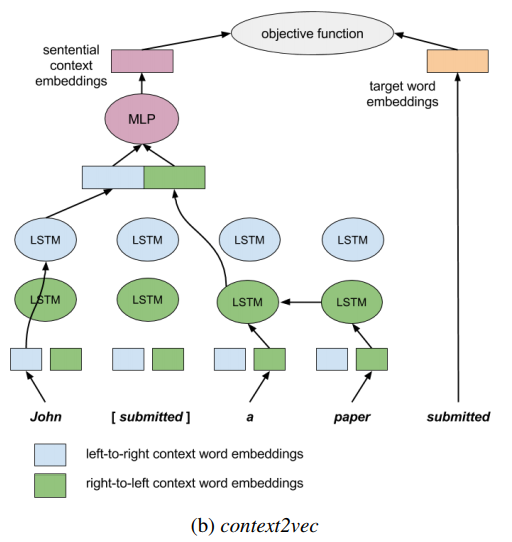 objective function
sentential
context
embeddings
target word
embeddings
MLP
LSTM LSTM LSTM LSTM
LSTM LSTM LSTM LSTM
John [ submitted ] a paper submitted
left-to-right context word embeddings
right-to-left context word embeddings
(b) context2vec